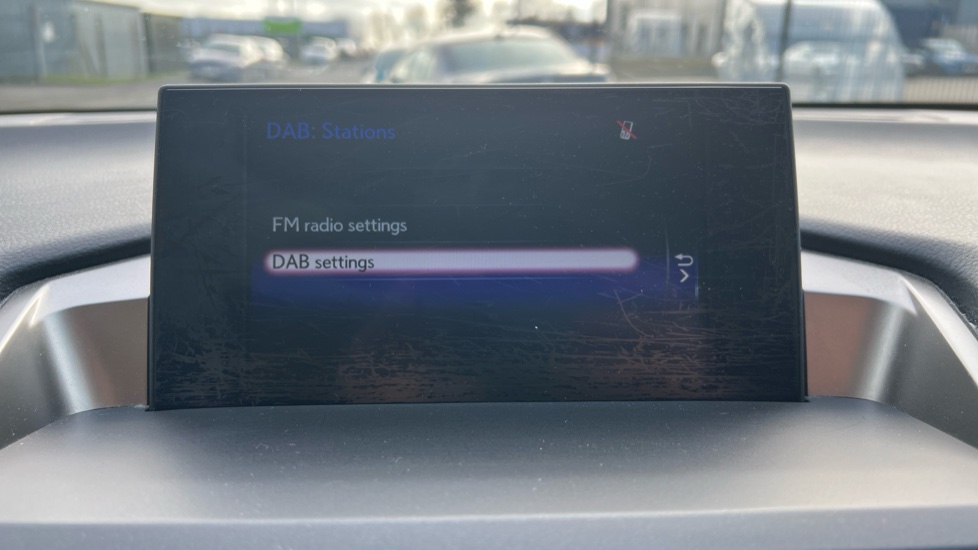 DAB: Stations
FM radio settings
DAB settings